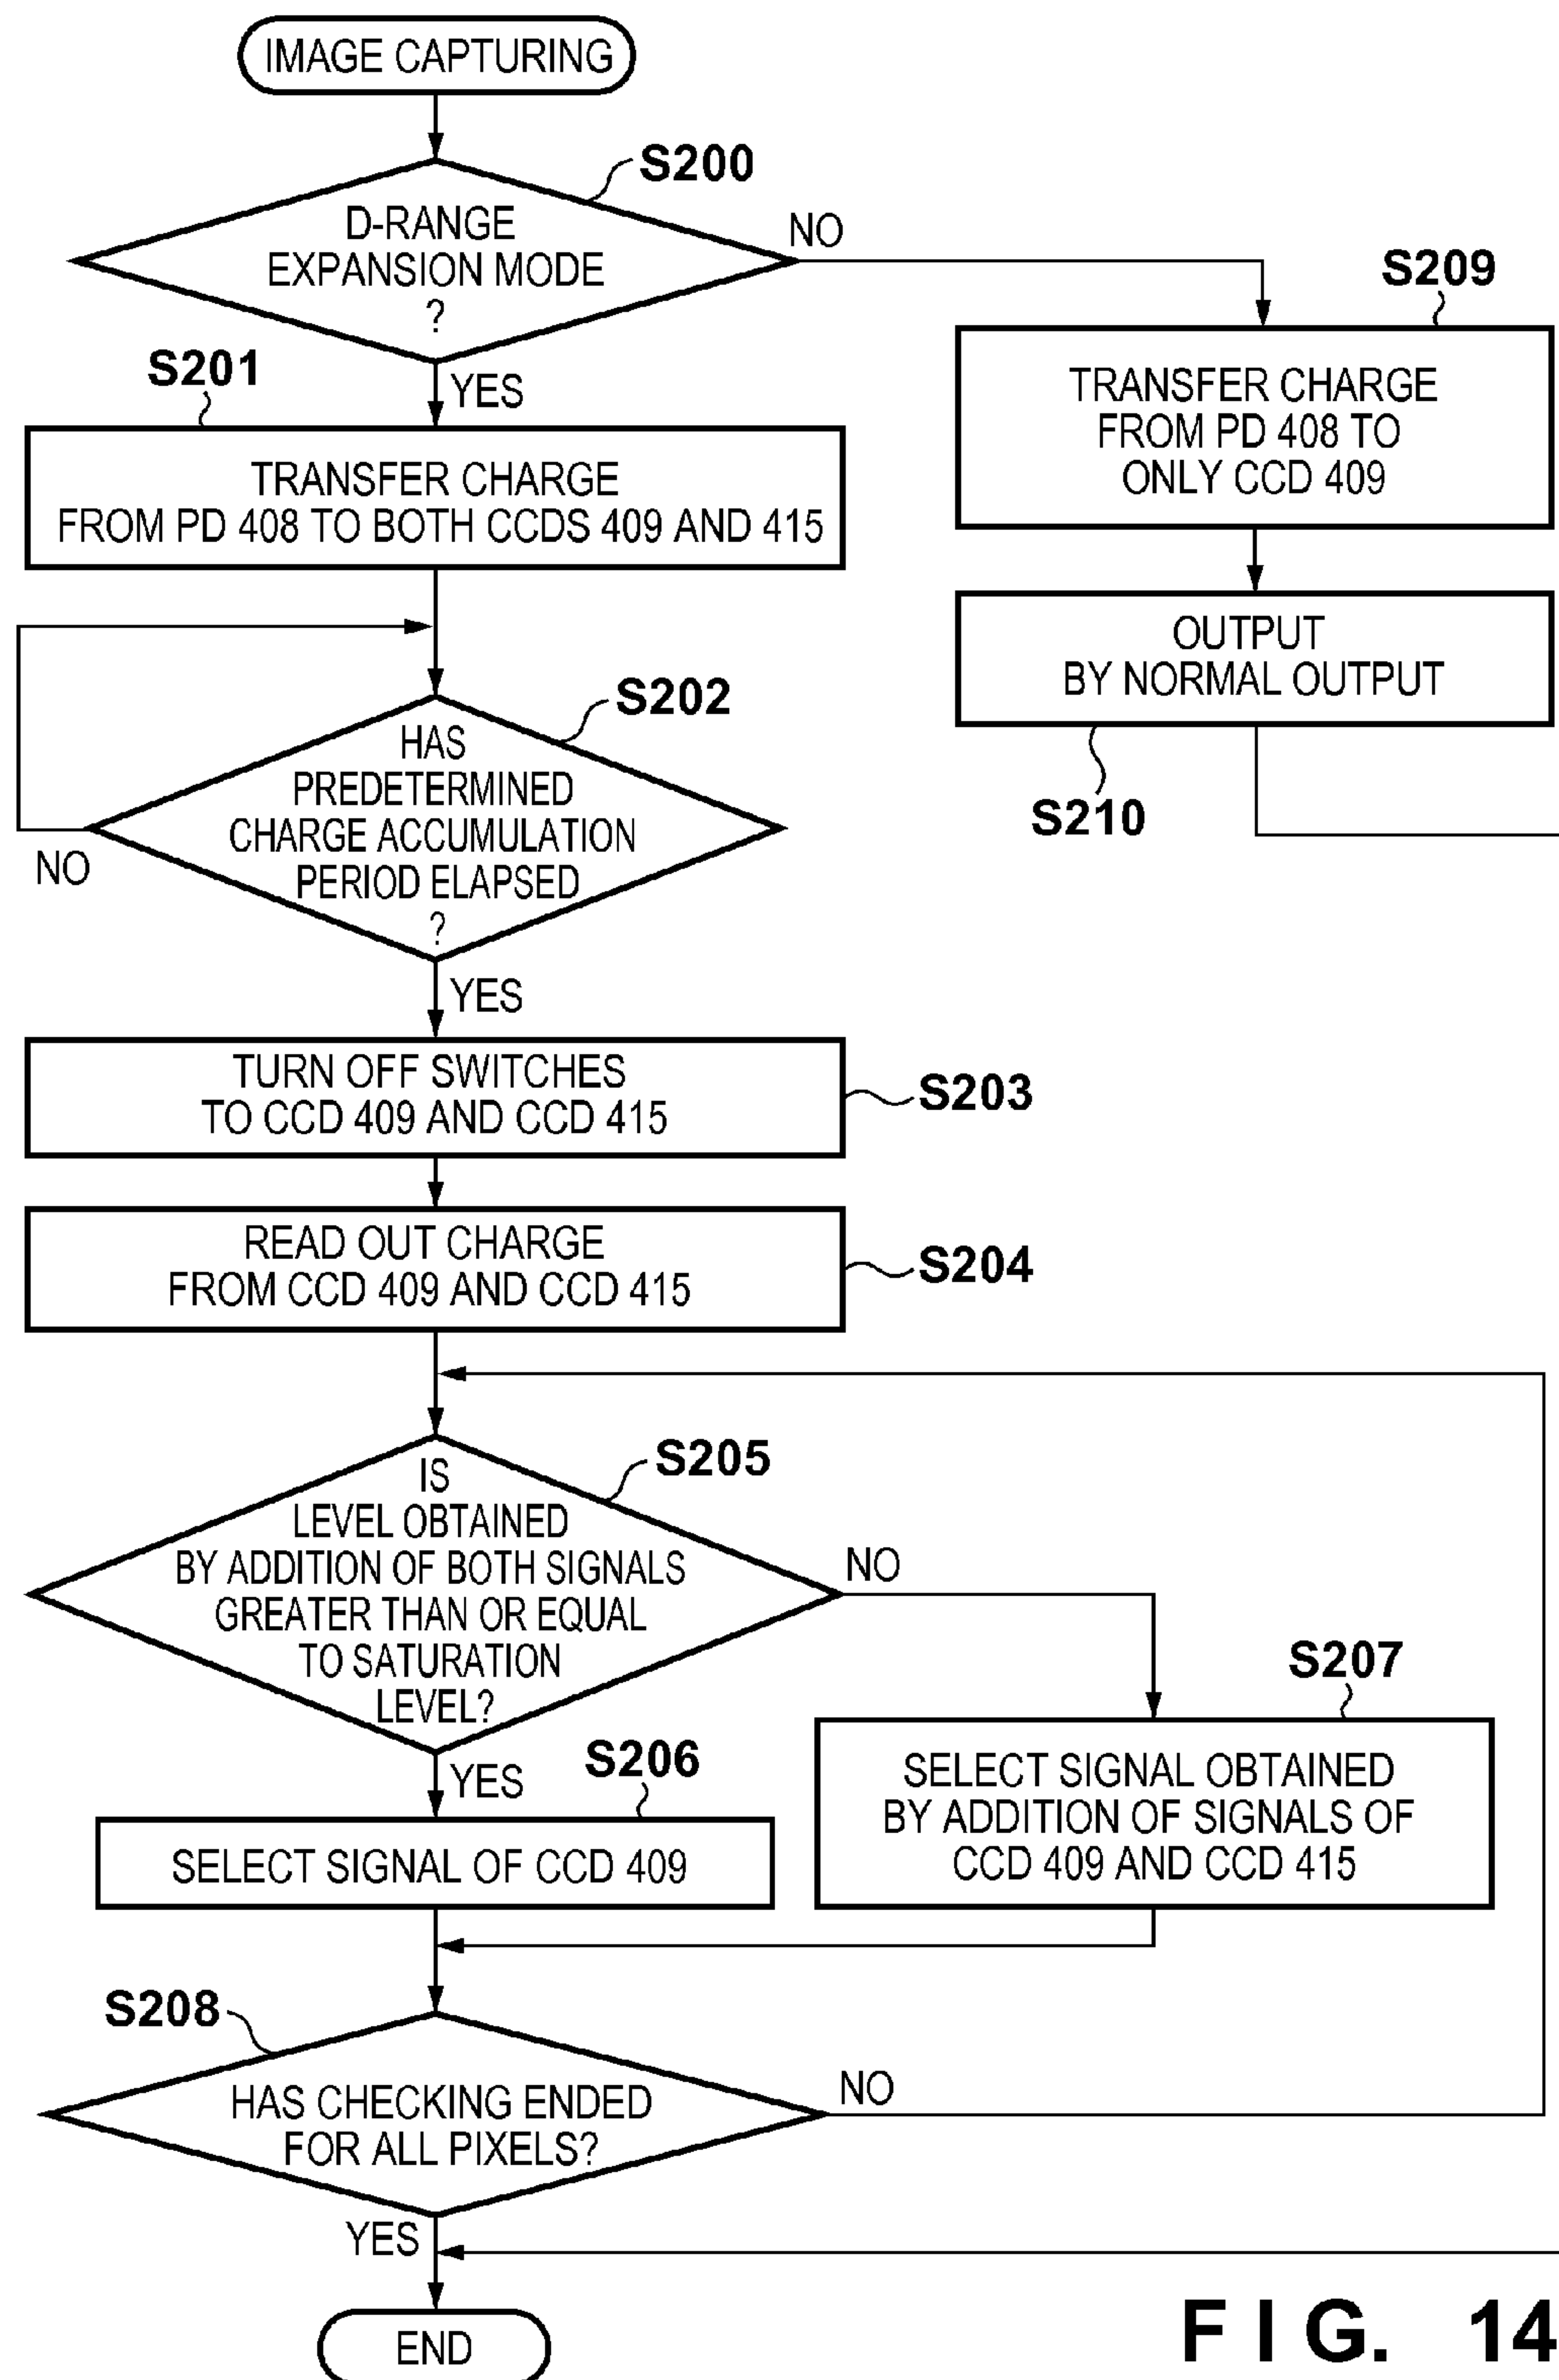 IMAGE CAPTURING
S200
D-RANGE
EXPANSION MODE
?
NO
YES
S201
TRANSFER CHARGE
FROM PD 408 TO BOTH CCDS 409 AND 415
S209
TRANSFER CHARGE
FROM PD 408 TO
ONLY CCD 409
OUTPUT
BY NORMAL OUTPUT
S210
S202
HAS
PREDETERMINED
CHARGE ACCUMULATION
PERIOD ELAPSED
?
NO
YES
TURN OFF SWITCHES
TO CCD 409 AND CCD 415
S203
READ OUT CHARGE
FROM CCD 409 AND CCD 415
S204
S205
IS
LEVEL OBTAINED
BY ADDITION OF BOTH SIGNALS
GREATER THAN OR EQUAL
TO SATURATION
LEVEL?
NO
YES
S206
SELECT SIGNAL OF CCD 409
S207
SELECT SIGNAL OBTAINED
BY ADDITION OF SIGNALS OF
CCD 409 AND CCD 415
S208
HAS CHECKING ENDED
FOR ALL PIXELS?
NO
YES
END
FIG. 14